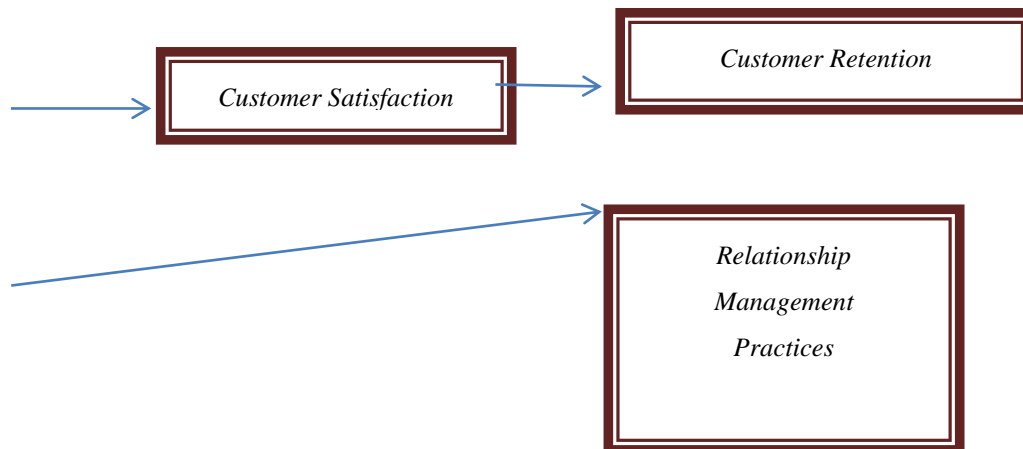 Customer Retention
Customer Satisfaction
Relationship
Management
Practices